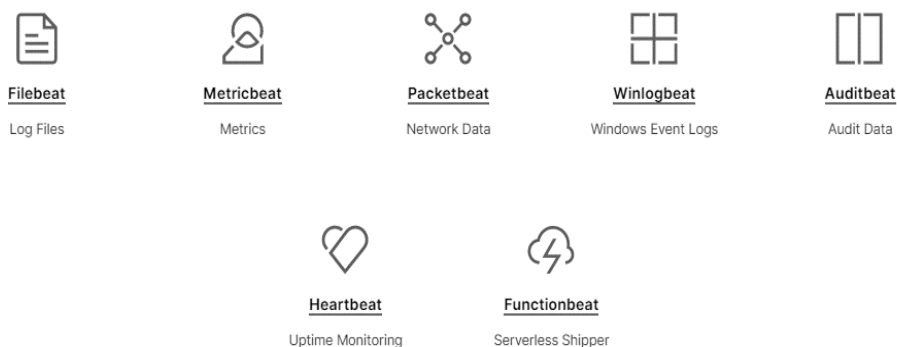 Filebeat
Metricbeat
Packetbeat
Winlogbeat
Auditbeat
Log Files
Metrics
Network Data
Windows Event Logs
Audit Data
Heartbeat
Functionbeat
Uptime Monitoring
Serverless Shipper